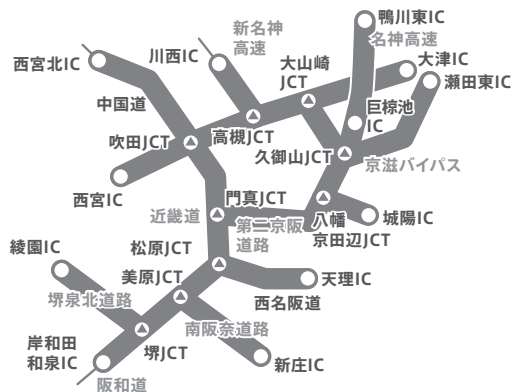 鴨川東IC
新名神
高速
名神高速
西宮北IC
川西IC
大山崎
JCT
大津IC
瀬田東IC
中国道
巨椋池
IC
吹田JCT
高槻JCT
久御山JCT
京滋バイパス
西宮IC
門真JCT
近畿道
第二京阪
道路
八幡
京田辺JCT
城陽IC
綾園IC
松原JCT
美原JCT
天理IC
西名阪道
堺泉北道路
南阪奈道路
岸和田
和泉IC
堺JCT
新庄IC
阪和道